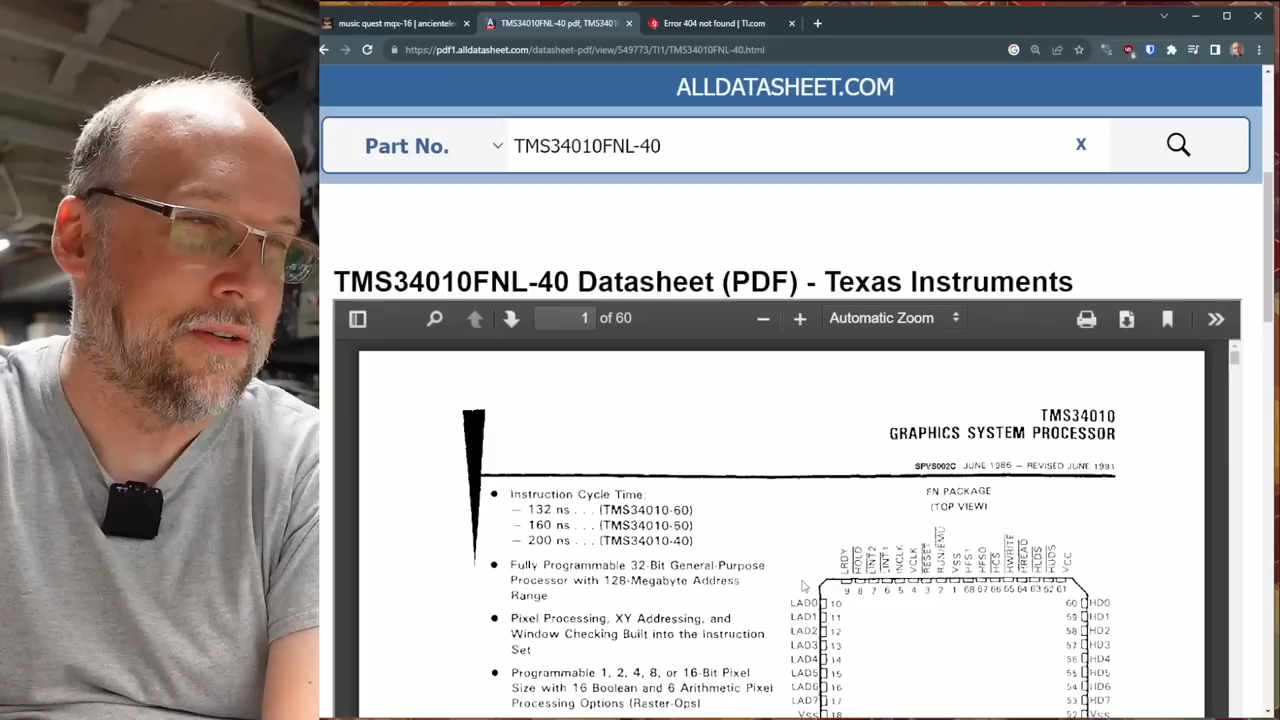 music quest mqx-16 | ancientele
TMS34010FNL-40 pdf, TMS3401
Error 404 not found | TI.com
https://pdf1.alldatasheet.com/datasheet-pdf/view/549773/TI1/TMS34010FNL-40.html
ALLDATASHEET.COM
Part No.
TMS34010FNL-40
X
TMS34010FNL-40 Datasheet (PDF) - Texas Instruments
1 of 60
Automatic Zoom
TMS34010
GRAPHICS SYSTEM PROCESSOR
SPVS002C JUNE 1986 — REVISED JUNE 1991
• Instruction Cycle Time:
— 132 ns . . . (TMS34010-60)
— 160 ns . . . (TMS34010-50)
— 200 ns . . . (TMS34010-40)
• Fully Programmable 32-Bit General-Purpose
Processor with 128-Megabyte Address
Range
• Pixel Processing, XY Addressing, and
Window Checking Built into the Instruction
Set
• Programmable 1, 2, 4, 8, or 16-Bit Pixel
Size with 16 Boolean and 6 Arithmetic Pixel
Processing Options (Raster-Ops)
FN PACKAGE
(TOP VIEW)
LRDY HOLD LINT2 LINT1 INCLK VCLK RESET RUN/EMU VSS HFS1 HFS0 HCS HWRITE HREAD HLDS HUDS VCC
9 8 7 6 5 4 3 2 1 68 67 66 65 64 63 62 61
LAD0 10 60 HD0
LAD1 11 59 HD1
LAD2 12 58 HD2
LAD3 13 57 HD3
LAD4 14 56 HD4
LAD5 15 55 HD5
LAD6 16 54 HD6
LAD7 17 53 HD7
VSS 18 52 VSS